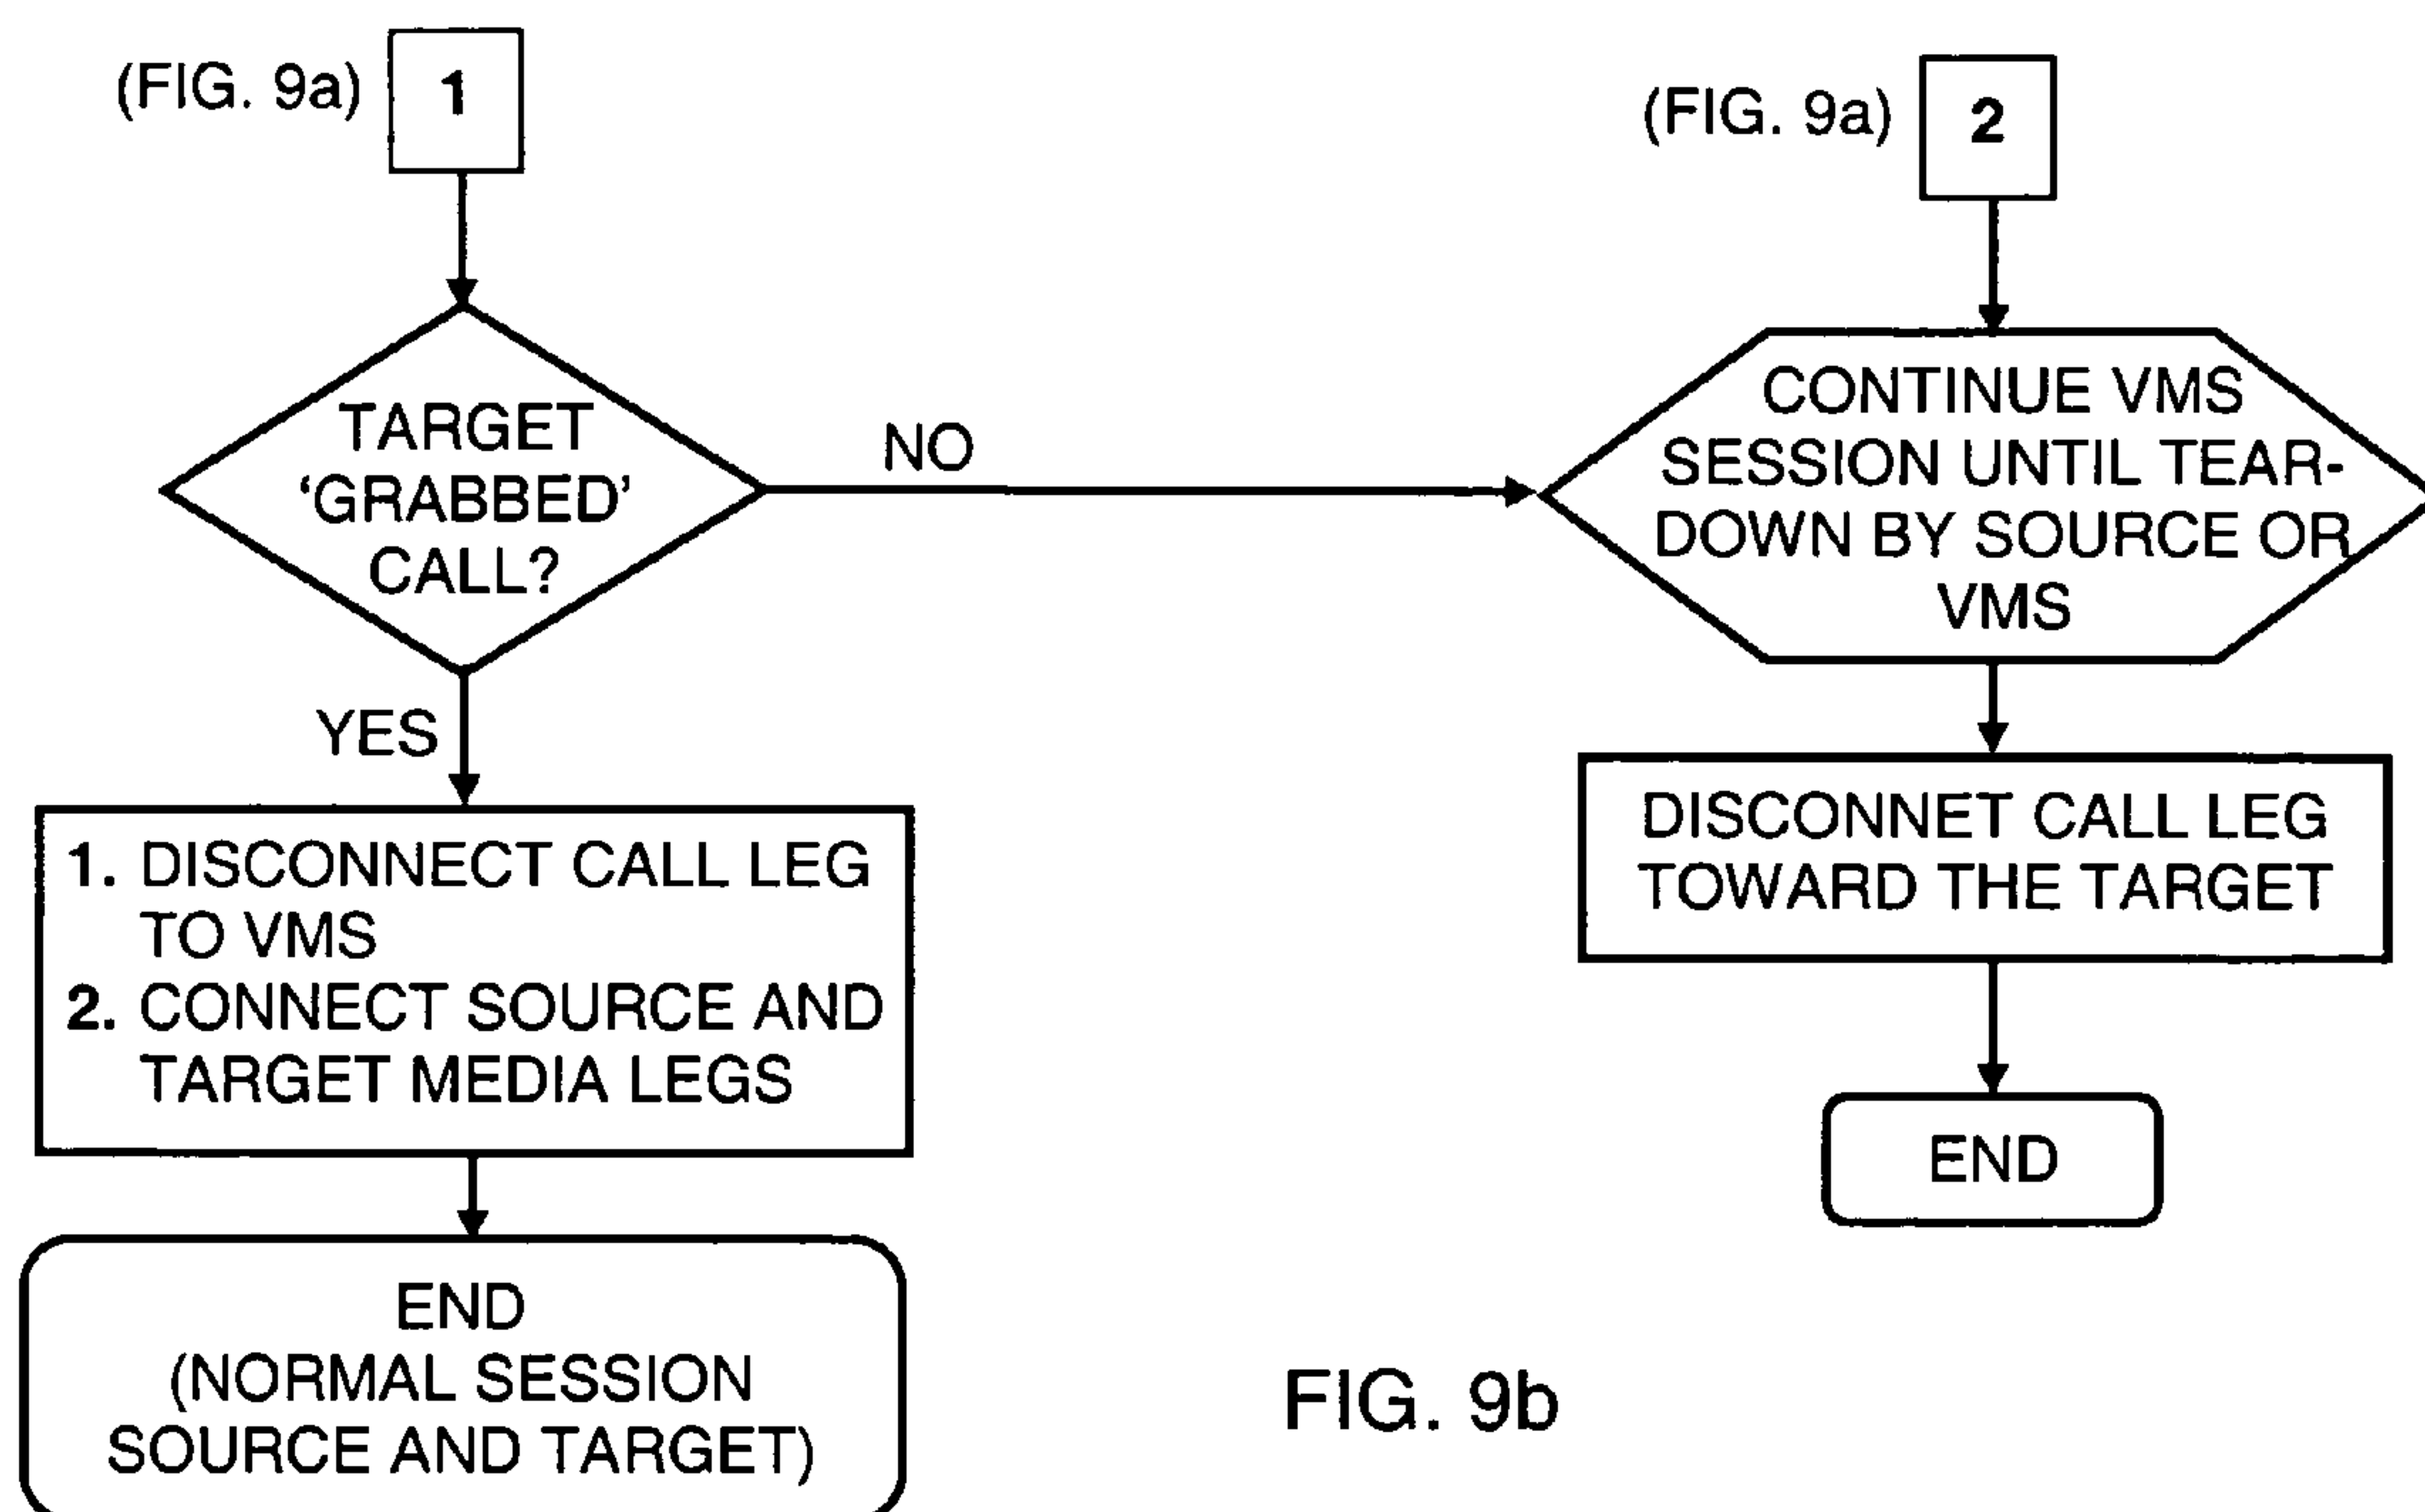 (FIG. 9a)
1
TARGET
‘GRABBED’
CALL?
NO
YES
1. DISCONNECT CALL LEG
TO VMS
2. CONNECT SOURCE AND
TARGET MEDIA LEGS
END
(NORMAL SESSION
SOURCE AND TARGET)
(FIG. 9a)
2
CONTINUE VMS
SESSION UNTIL TEAR-
DOWN BY SOURCE OR
VMS
DISCONNET CALL LEG
TOWARD THE TARGET
END
FIG. 9b